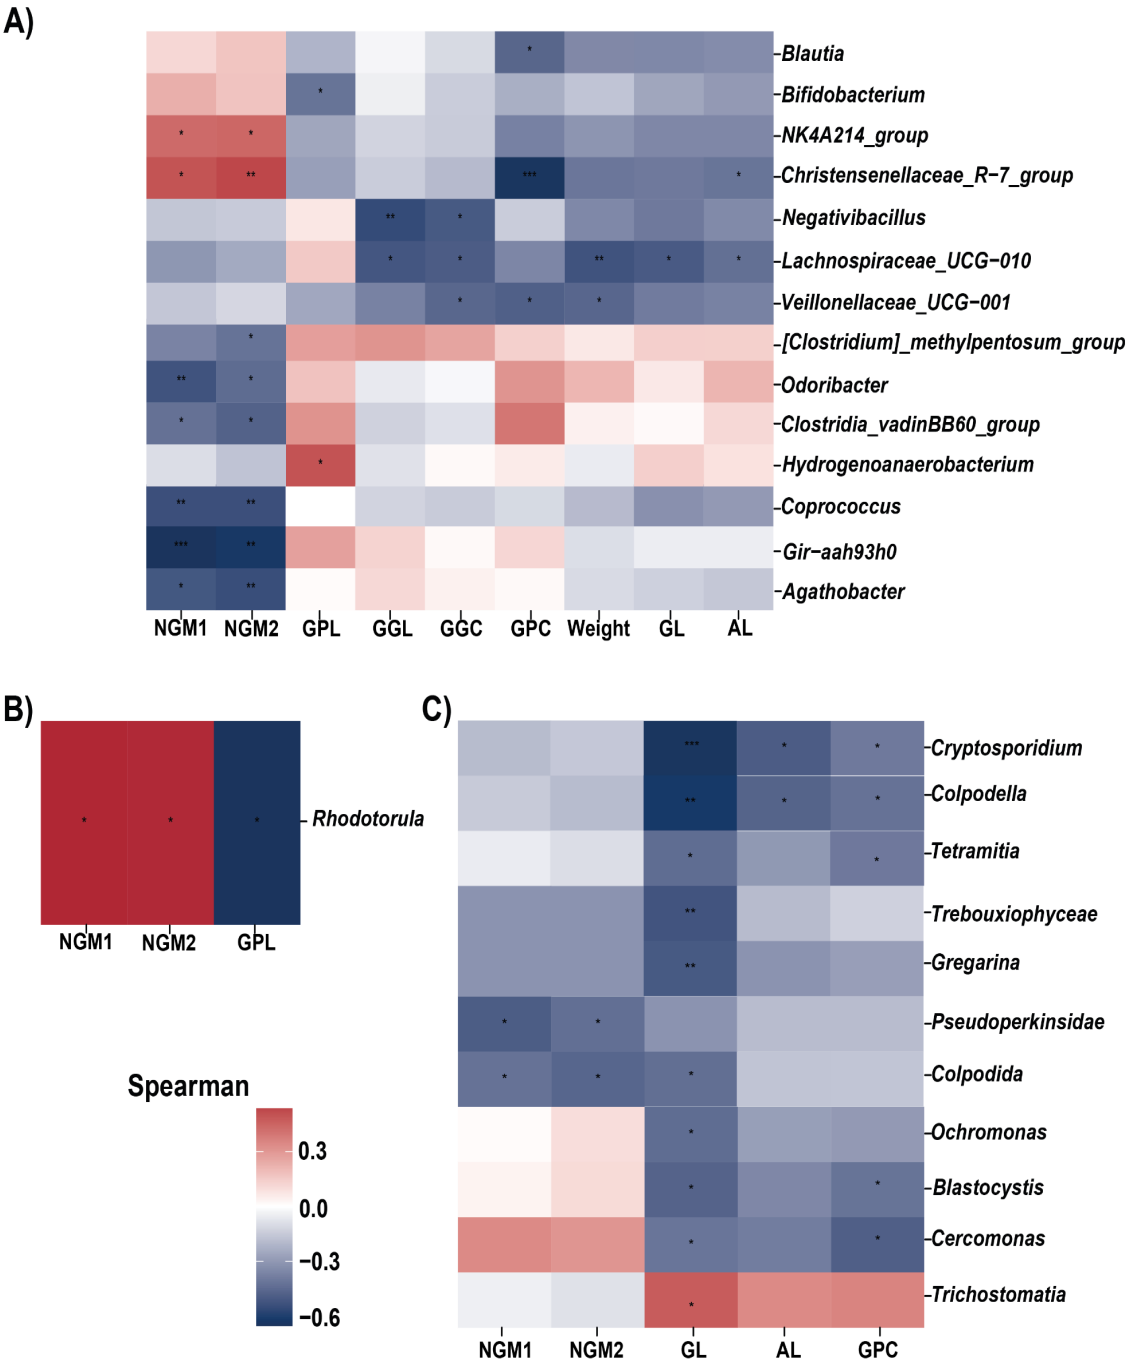 A)
* Blautia
* Bifidobacterium
* * NK4A214_group
* ** *** * Christensenellaceae_R−7_group
** * Negativibacillus
* * ** * * Lachnospiraceae_UCG−010
* * * Veillonellaceae_UCG−001
* [Clostridium]_methylpentosum_group
** * Odoribacter
* * Clostridia_vadinBB60_group
* Hydrogenoanaerobacterium
** ** Coprococcus
*** ** Gir−aah93h0
* ** Agathobacter
NGM1 NGM2 GPL GGL GGC GPC Weight GL AL
B)
* * * Rhodotorula
NGM1 NGM2 GPL
Spearman
0.3
0.0
−0.3
−0.6
C)
*** * * Cryptosporidium
** * * Colpodella
* * Tetramitia
** Trebouxiophyceae
** Gregarina
* * Pseudoperkinsidae
* * * Colpodida
* Ochromonas
* * Blastocystis
* * Cercomonas
* Trichostomatia
NGM1 NGM2 GL AL GPC